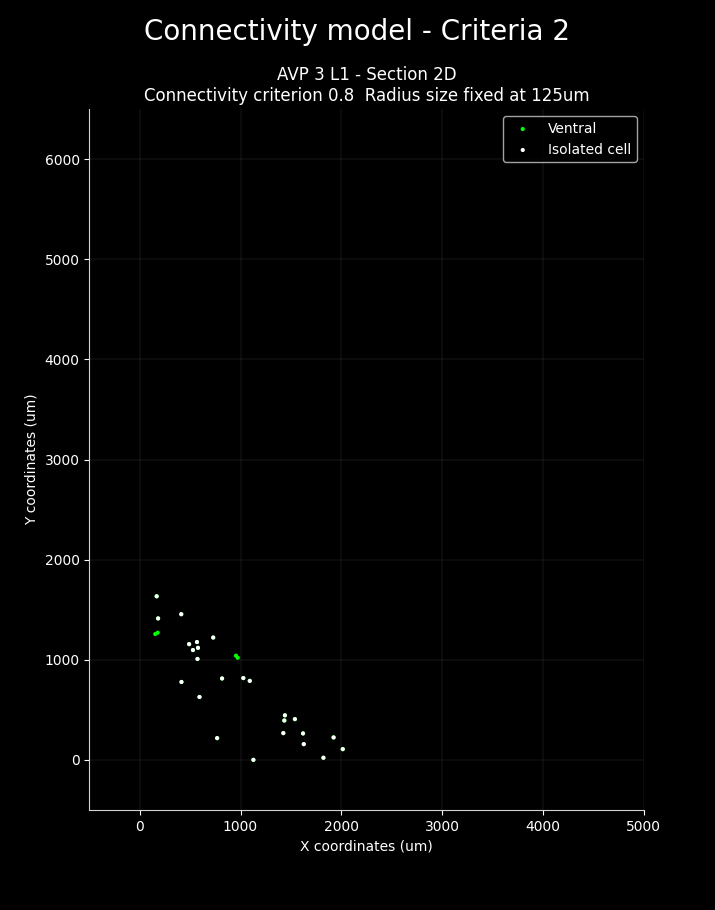 Connectivity model - Criteria 2
AVP 3 L1 - Section 2D
Connectivity criterion 0.8  Radius size fixed at 125um
Ventral
Isolated cell
6000
5000
4000
3000
2000
1000
0
Y coordinates (um)
0 1000 2000 3000 4000 5000
X coordinates (um)